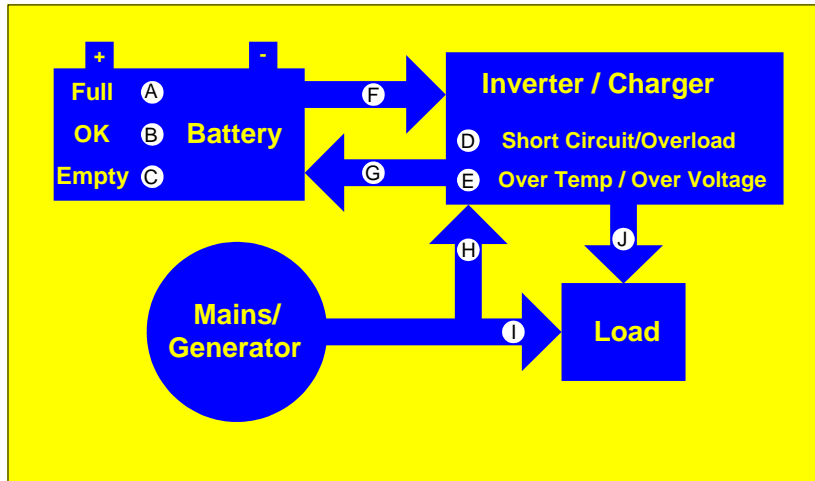 + -
Full A
OK B Battery
Empty C
F
G
Inverter / Charger
D Short Circuit/Overload
E Over Temp / Over Voltage
H
J
Mains/
Generator
I
Load